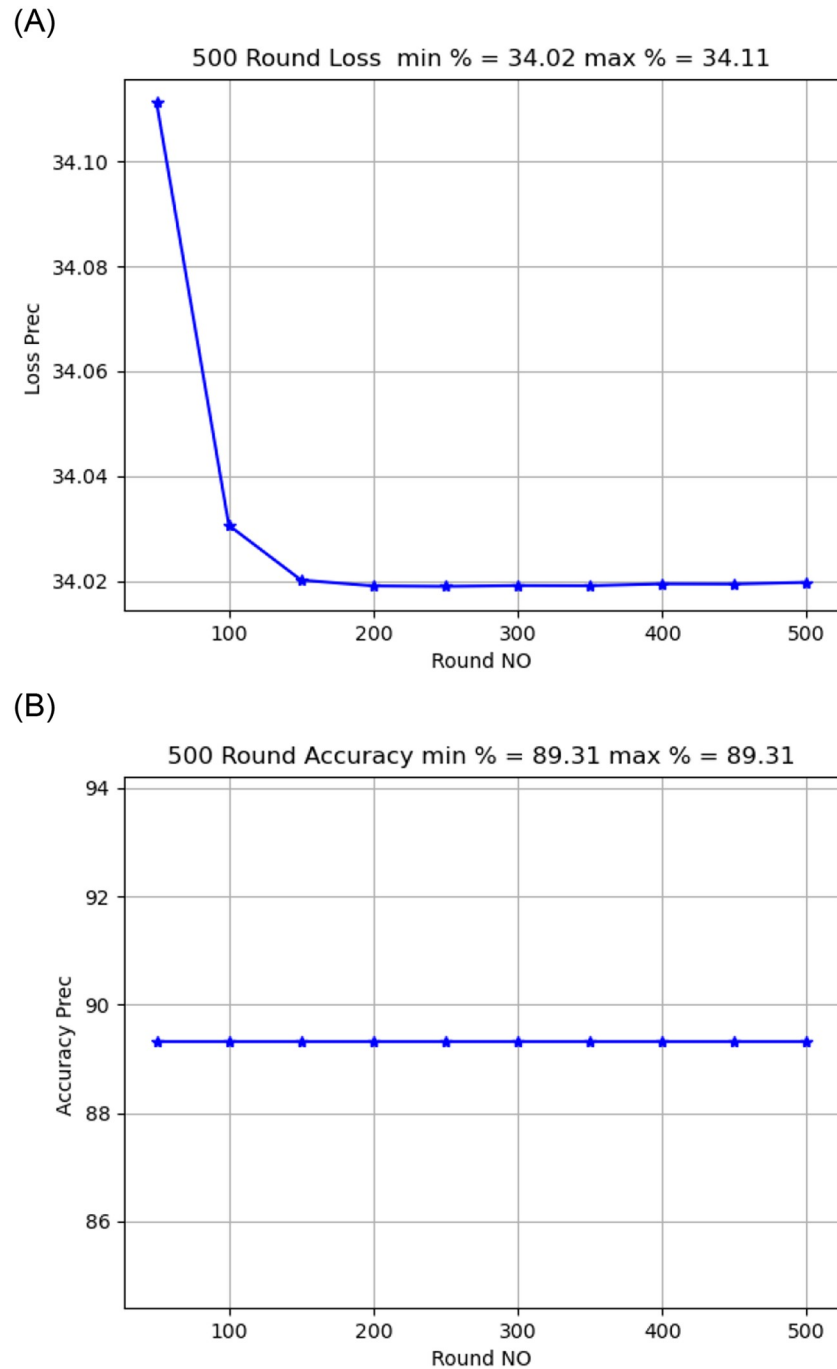 (A)
500 Round Loss  min % = 34.02 max % = 34.11
34.10
34.08
34.06
34.04
34.02
Loss Prec
100 200 300 400 500
Round NO
(B)
500 Round Accuracy min % = 89.31 max % = 89.31
94
92
90
88
86
Accuracy Prec
100 200 300 400 500
Round NO